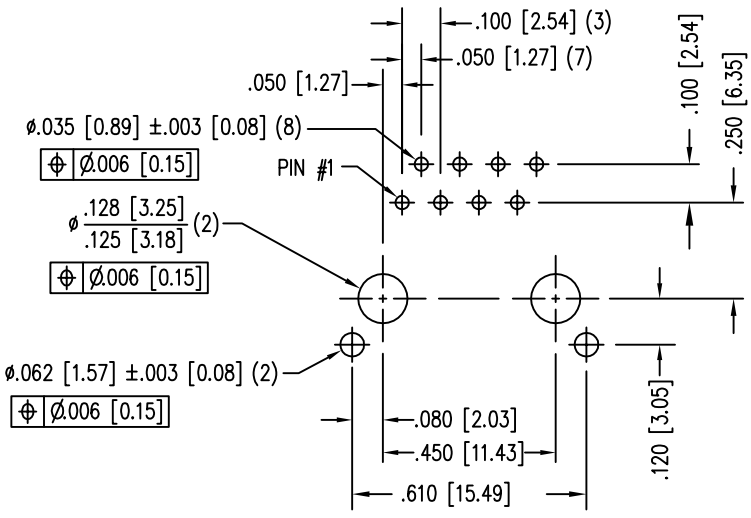 .100 [2.54] (3)
.050 [1.27] (7)
.050 [1.27]
.100 [2.54]
.250 [6.35]
ø.035 [0.89] ±.003 [0.08] (8)
⌖ Ø.006 [0.15]
PIN #1
ø .128 [3.25]
.125 [3.18] (2)
⌖ Ø.006 [0.15]
ø.062 [1.57] ±.003 [0.08] (2)
⌖ Ø.006 [0.15]
.080 [2.03]
.450 [11.43]
.120 [3.05]
.610 [15.49]